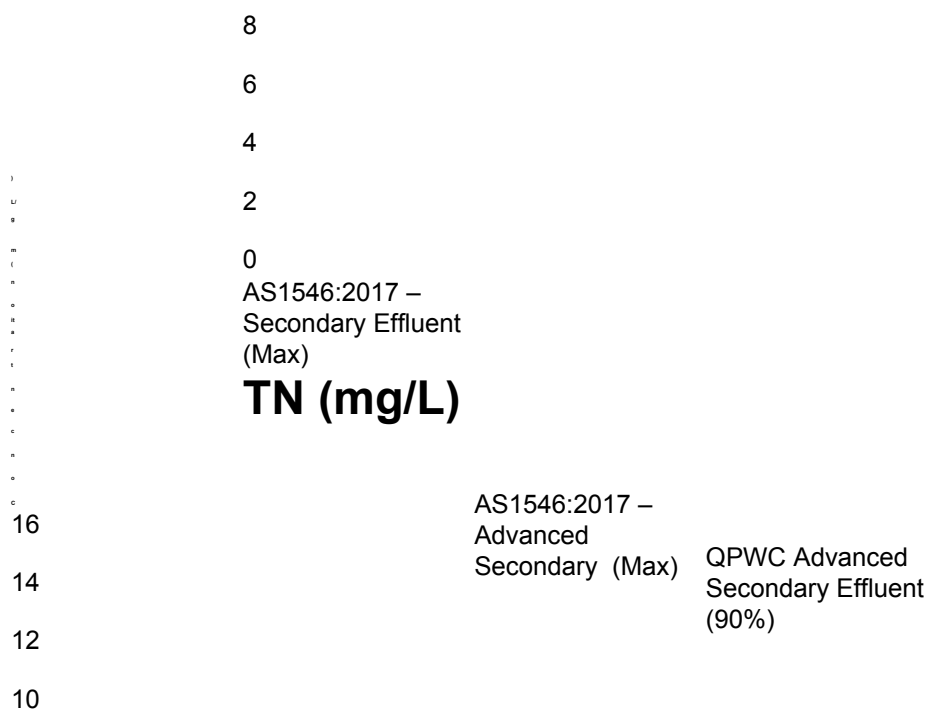 8
6
4
2
0
AS1546:2017 –
Secondary Effluent
(Max)
TN (mg/L)
)
L/
g
m
(
n
o
it
a
r
t
n
e
c
n
o
c
16
14
12
10
AS1546:2017 –
Advanced
Secondary (Max)
QPWC Advanced
Secondary Effluent
(90%)